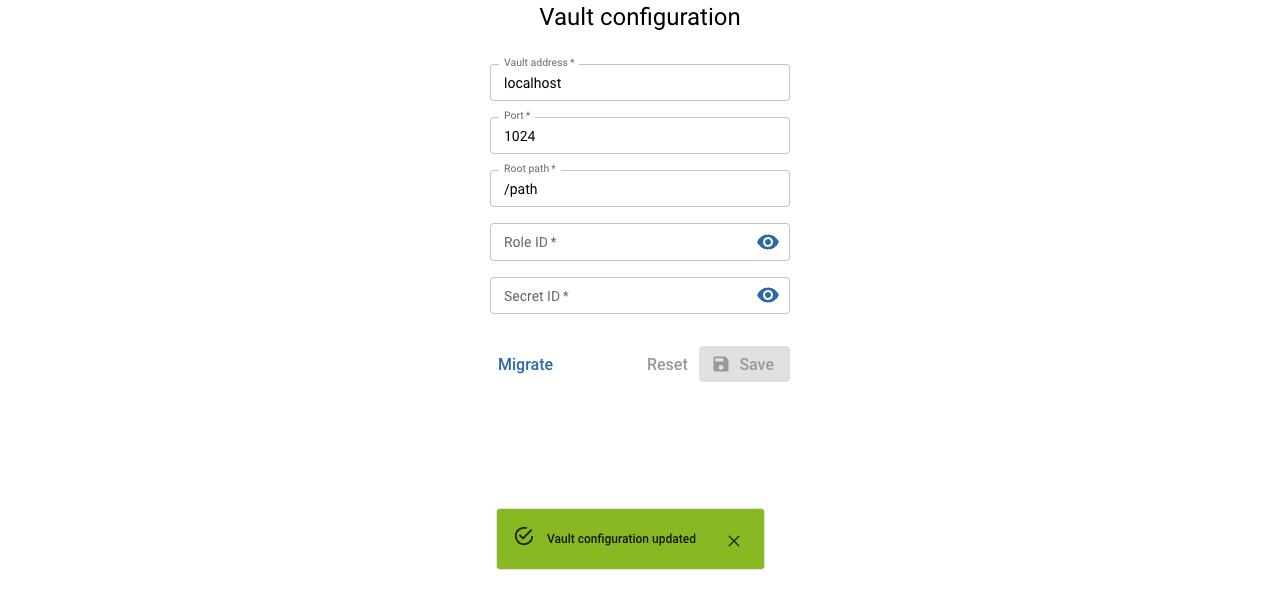 Vault configuration
Vault address *
localhost
Port *
1024
Root path *
/path
Role ID *
Secret ID *
Migrate
Reset
Save
Vault configuration updated